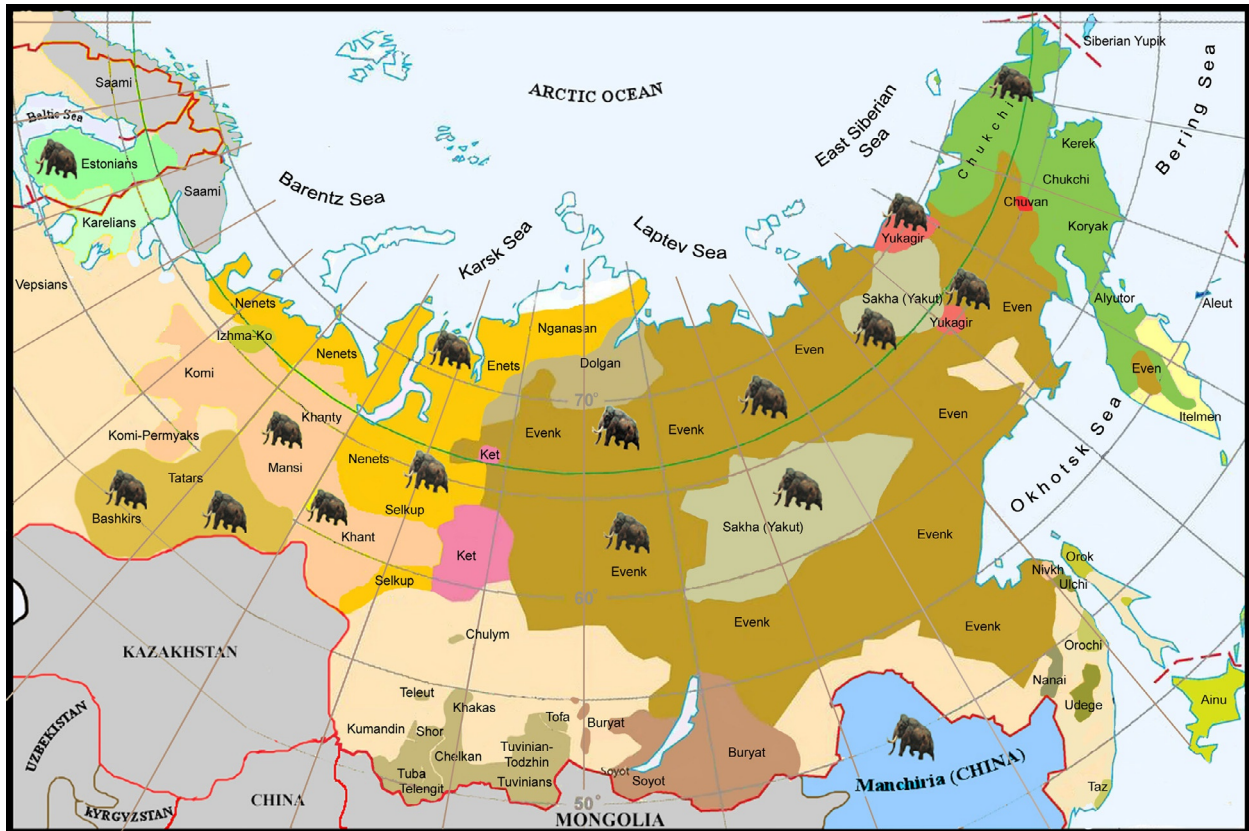 Siberian Yupik
Saami
ARCTIC OCEAN
Bering Sea
Baltic Sea
East Siberian
Sea
Chukchi
Kerek
Estonians
Saami
Barentz Sea
Chukchi
Chuvan
Karelians
Karsk Sea
Laptev Sea
Yukagir
Koryak
Vepsians
Nenets
Sakha (Yakut)
Even
Alyutor
Aleut
Izhma-Ko
Nganasan
Yukagir
Nenets
Enets
Dolgan
Even
Komi
Even
70°
Khanty
Even
Itelmen
Komi-Permyaks
Evenk
Evenk
Okhotsk Sea
Nenets
Ket
Mansi
Tatars
Selkup
Bashkirs
Sakha (Yakut)
Khant
Evenk
Ket
Orok
Evenk
Nivkh
Selkup
Ulchi
60°
Evenk
Evenk
Chulym
Orochi
KAZAKHSTAN
Nanai
Teleut
Khakas
Udege
Ainu
Tofa
Buryat
Kumandin
Shor
UZBEKISTAN
Chelkan
Tuvinian-
Todzhin
Buryat
Tuba
Soyot
Soyot
Telengit
Tuvinians
Manchiria (CHINA)
Taz
CHINA
50°
KYRGYZSTAN
MONGOLIA